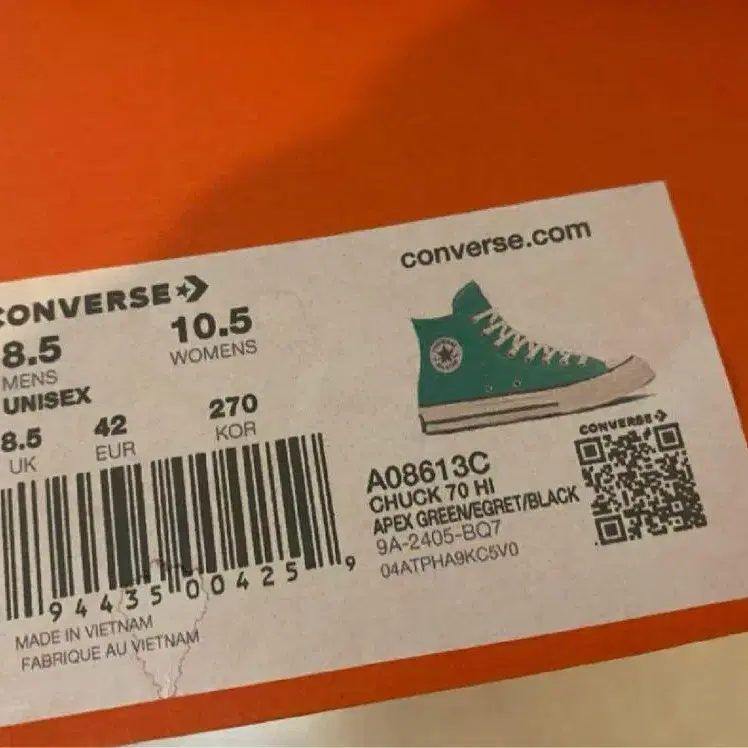 CONVERSE
converse.com
8.5
MENS
10.5
WOMENS
UNISEX
8.5
UK
42
EUR
270
KOR
CONVERSE
A08613C
CHUCK 70 HI
APEX GREEN/EGRET/BLACK
9A-2405-BQ7
04ATPHA9KC5V0
94435 00425 9
MADE IN VIETNAM
FABRIQUE AU VIETNAM